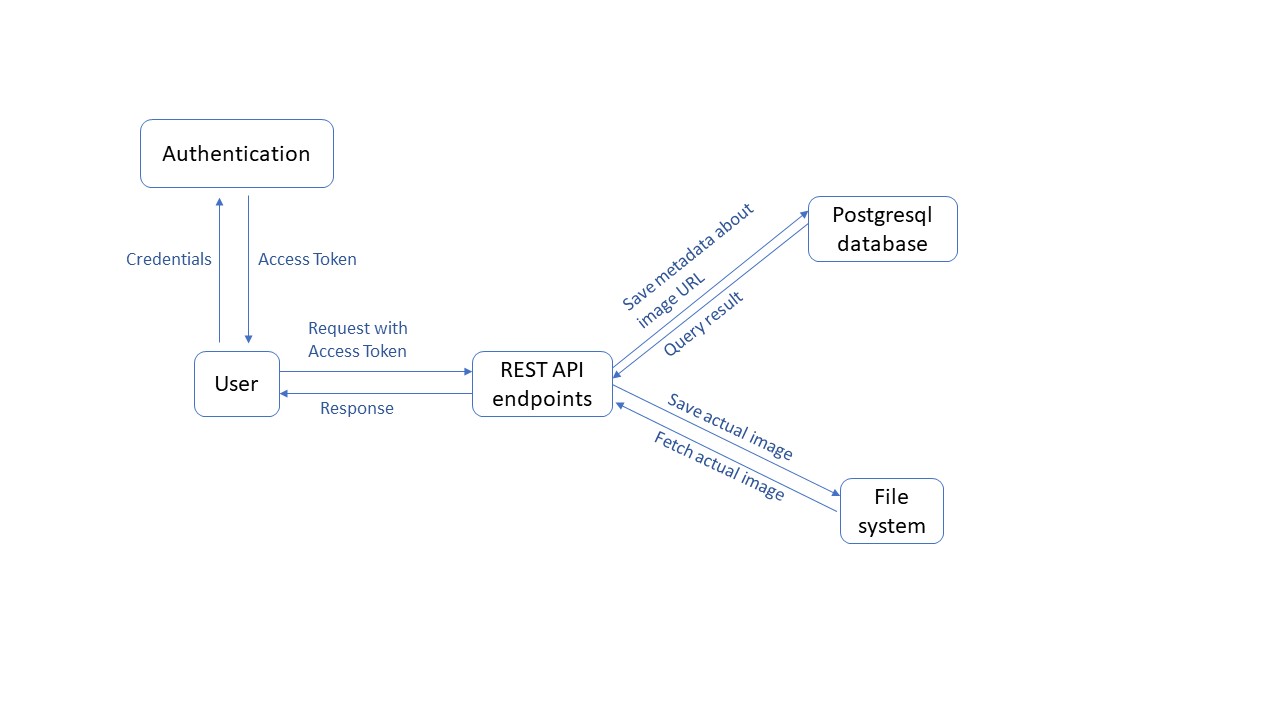 Authentication
Credentials
Access Token
Request with
Access Token
User
Response
REST API
endpoints
Save metadata about
image URL
Query result
Postgresql
database
Save actual image
Fetch actual image
File
system